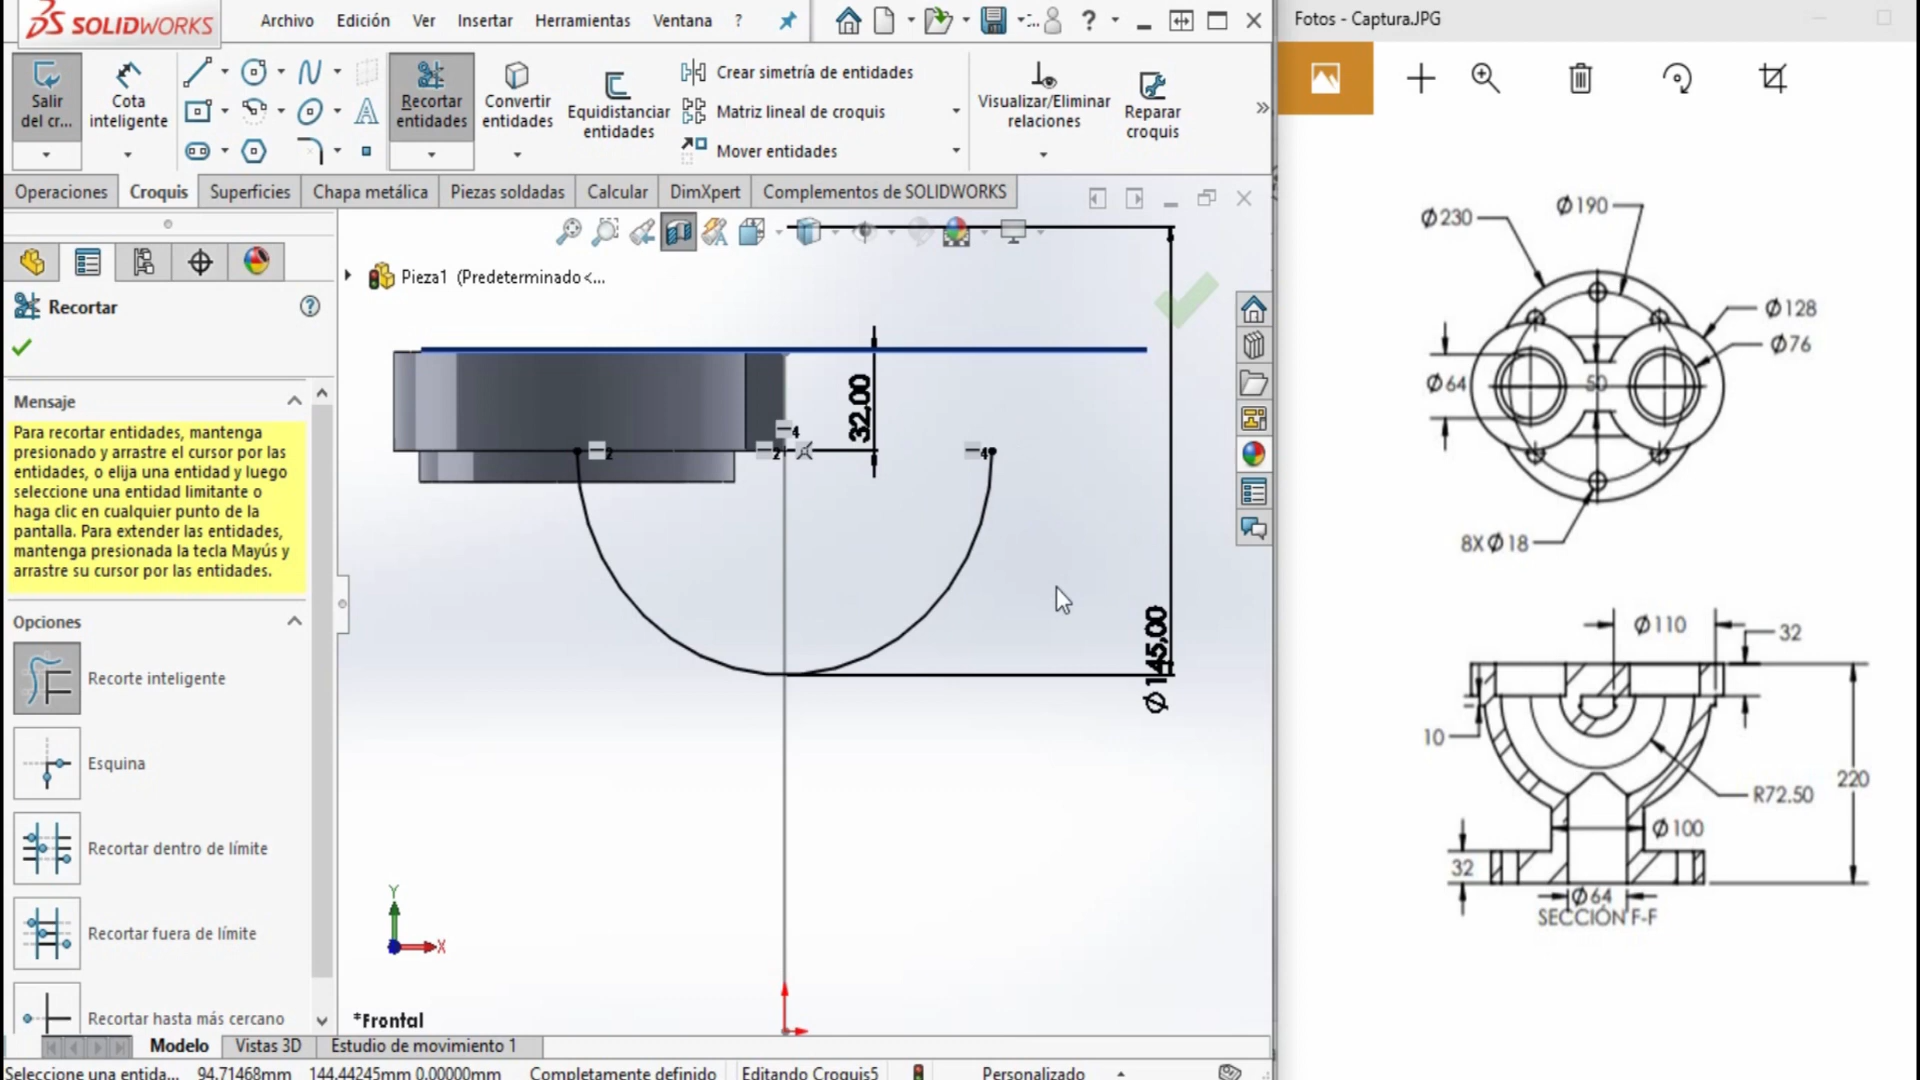 SOLIDWORKS
Archivo Edición Ver Insertar Herramientas Ventana ?
Fotos - Captura.JPG
Salir del cr...
Cota inteligente
Recortar entidades
Convertir entidades
Equidistanciar entidades
Crear simetría de entidades
Matriz lineal de croquis
Mover entidades
Visualizar/Eliminar relaciones
Reparar croquis
Operaciones Croquis Superficies Chapa metálica Piezas soldadas Calcular DimXpert Complementos de SOLIDWORKS
Pieza1 (Predeterminado<...
Recortar
Mensaje
Para recortar entidades, mantenga
presionado y arrastre el cursor por las
entidades, o elija una entidad y luego
seleccione una entidad limitante o
haga clic en cualquier punto de la
pantalla. Para extender las entidades,
mantenga presionada la tecla Mayús y
arrastre su cursor por las entidades.
Opciones
Recorte inteligente
Esquina
Recortar dentro de límite
Recortar fuera de límite
Recortar hasta más cercano
32,00
4
2
2
4
Ø 145,00
Y
X
*Frontal
Modelo Vistas 3D Estudio de movimiento 1
Seleccione una entida... 94.71468mm 144.44245mm 0.00000mm Completamente definido Editando Croquis5 Personalizado
Ø230
Ø190
Ø128
Ø76
Ø64
50
8X Ø18
Ø110
32
10
220
R72.50
Ø100
32
Ø64
SECCIÓN F-F